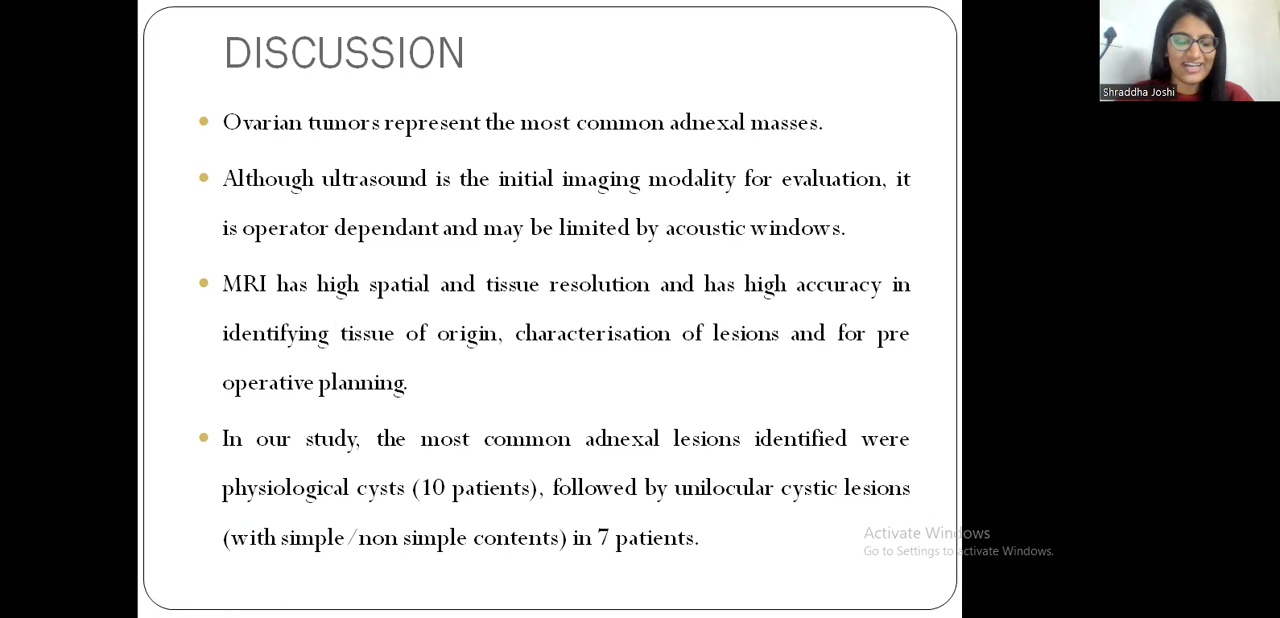 DISCUSSION
Ovarian tumors represent the most common adnexal masses.
Although ultrasound is the initial imaging modality for evaluation, it
is operator dependant and may be limited by acoustic windows.
MRI has high spatial and tissue resolution and has high accuracy in
identifying tissue of origin, characterisation of lesions and for pre
operative planning.
In our study, the most common adnexal lesions identified were
physiological cysts (10 patients), followed by unilocular cystic lesions
(with simple/non simple contents) in 7 patients.
Shraddha Joshi
Activate Windows
Go to Settings to activate Windows.